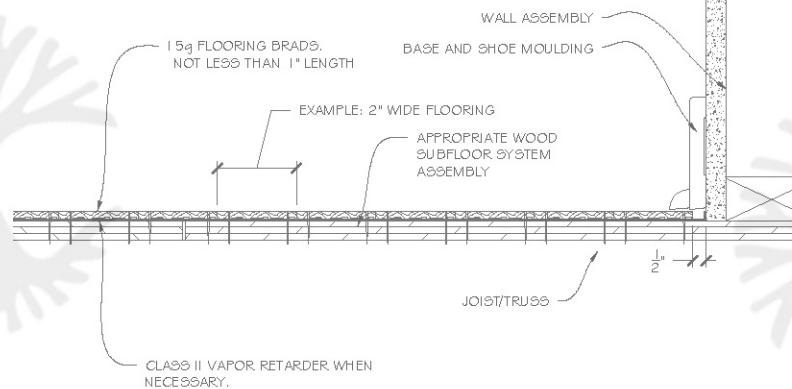 WALL ASSEMBLY
15g FLOORING BRADS.
NOT LESS THAN 1" LENGTH
BASE AND SHOE MOULDING
EXAMPLE: 2" WIDE FLOORING
APPROPRIATE WOOD
SUBFLOOR SYSTEM
ASSEMBLY
1/2"
JOIST/TRUSS
CLASS II VAPOR RETARDER WHEN
NECESSARY.